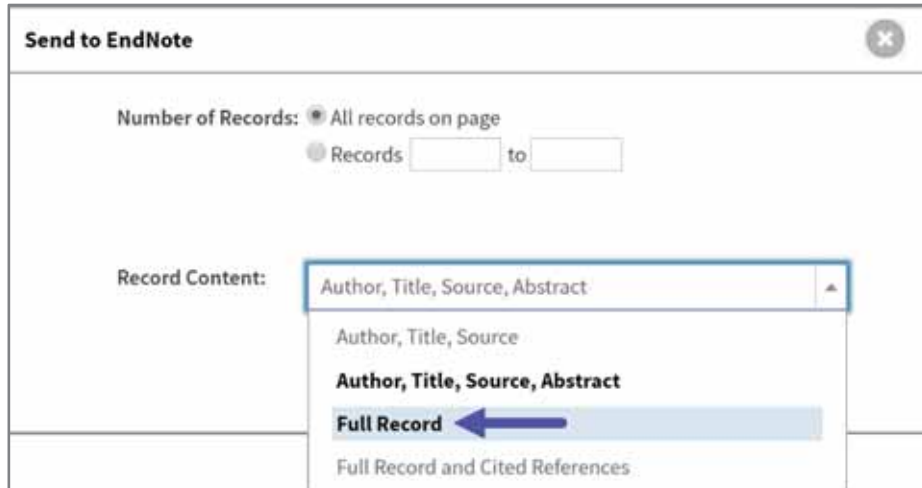 Send to EndNote
Number of Records: All records on page
Records to
Record Content: Author, Title, Source, Abstract
Author, Title, Source
Author, Title, Source, Abstract
Full Record
Full Record and Cited References